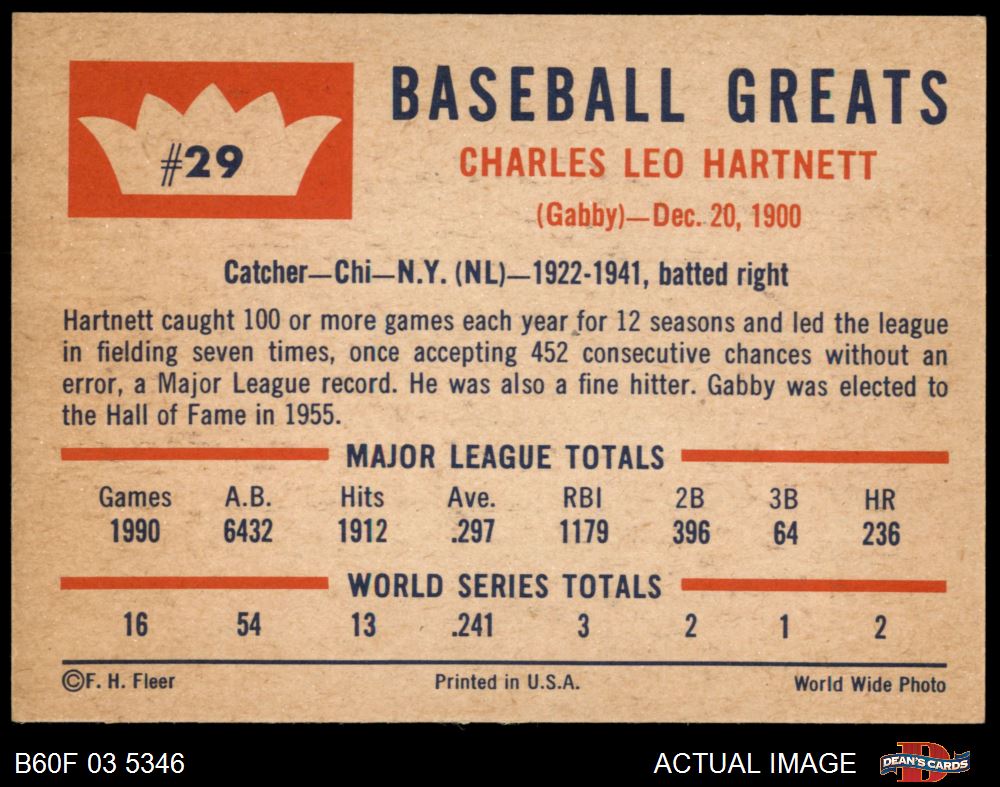 #29
BASEBALL GREATS
CHARLES LEO HARTNETT
(Gabby)—Dec. 20, 1900
Catcher—Chi—N.Y. (NL)—1922-1941, batted right
Hartnett caught 100 or more games each year for 12 seasons and led the league
in fielding seven times, once accepting 452 consecutive chances without an
error, a Major League record. He was also a fine hitter. Gabby was elected to
the Hall of Fame in 1955.
MAJOR LEAGUE TOTALS
Games A.B. Hits Ave. RBI 2B 3B HR
1990 6432 1912 .297 1179 396 64 236
WORLD SERIES TOTALS
16 54 13 .241 3 2 1 2
©F. H. Fleer Printed in U.S.A. World Wide Photo
B60F 03 5346 ACTUAL IMAGE D DEAN'S CARDS